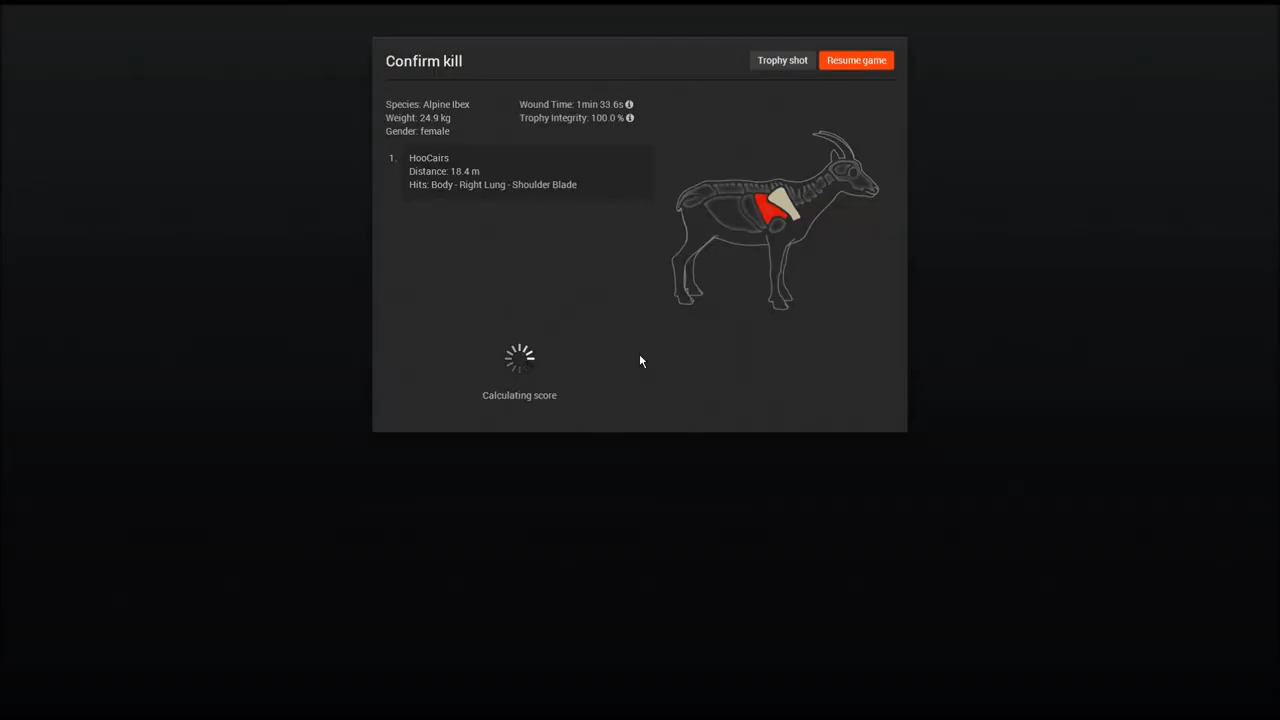 Confirm kill
Trophy shot
Resume game
Species: Alpine Ibex
Weight: 24.9 kg
Gender: female
Wound Time: 1min 33.6s
Trophy Integrity: 100.0 %
1.
HooCairs
Distance: 18.4 m
Hits: Body - Right Lung - Shoulder Blade
Calculating score